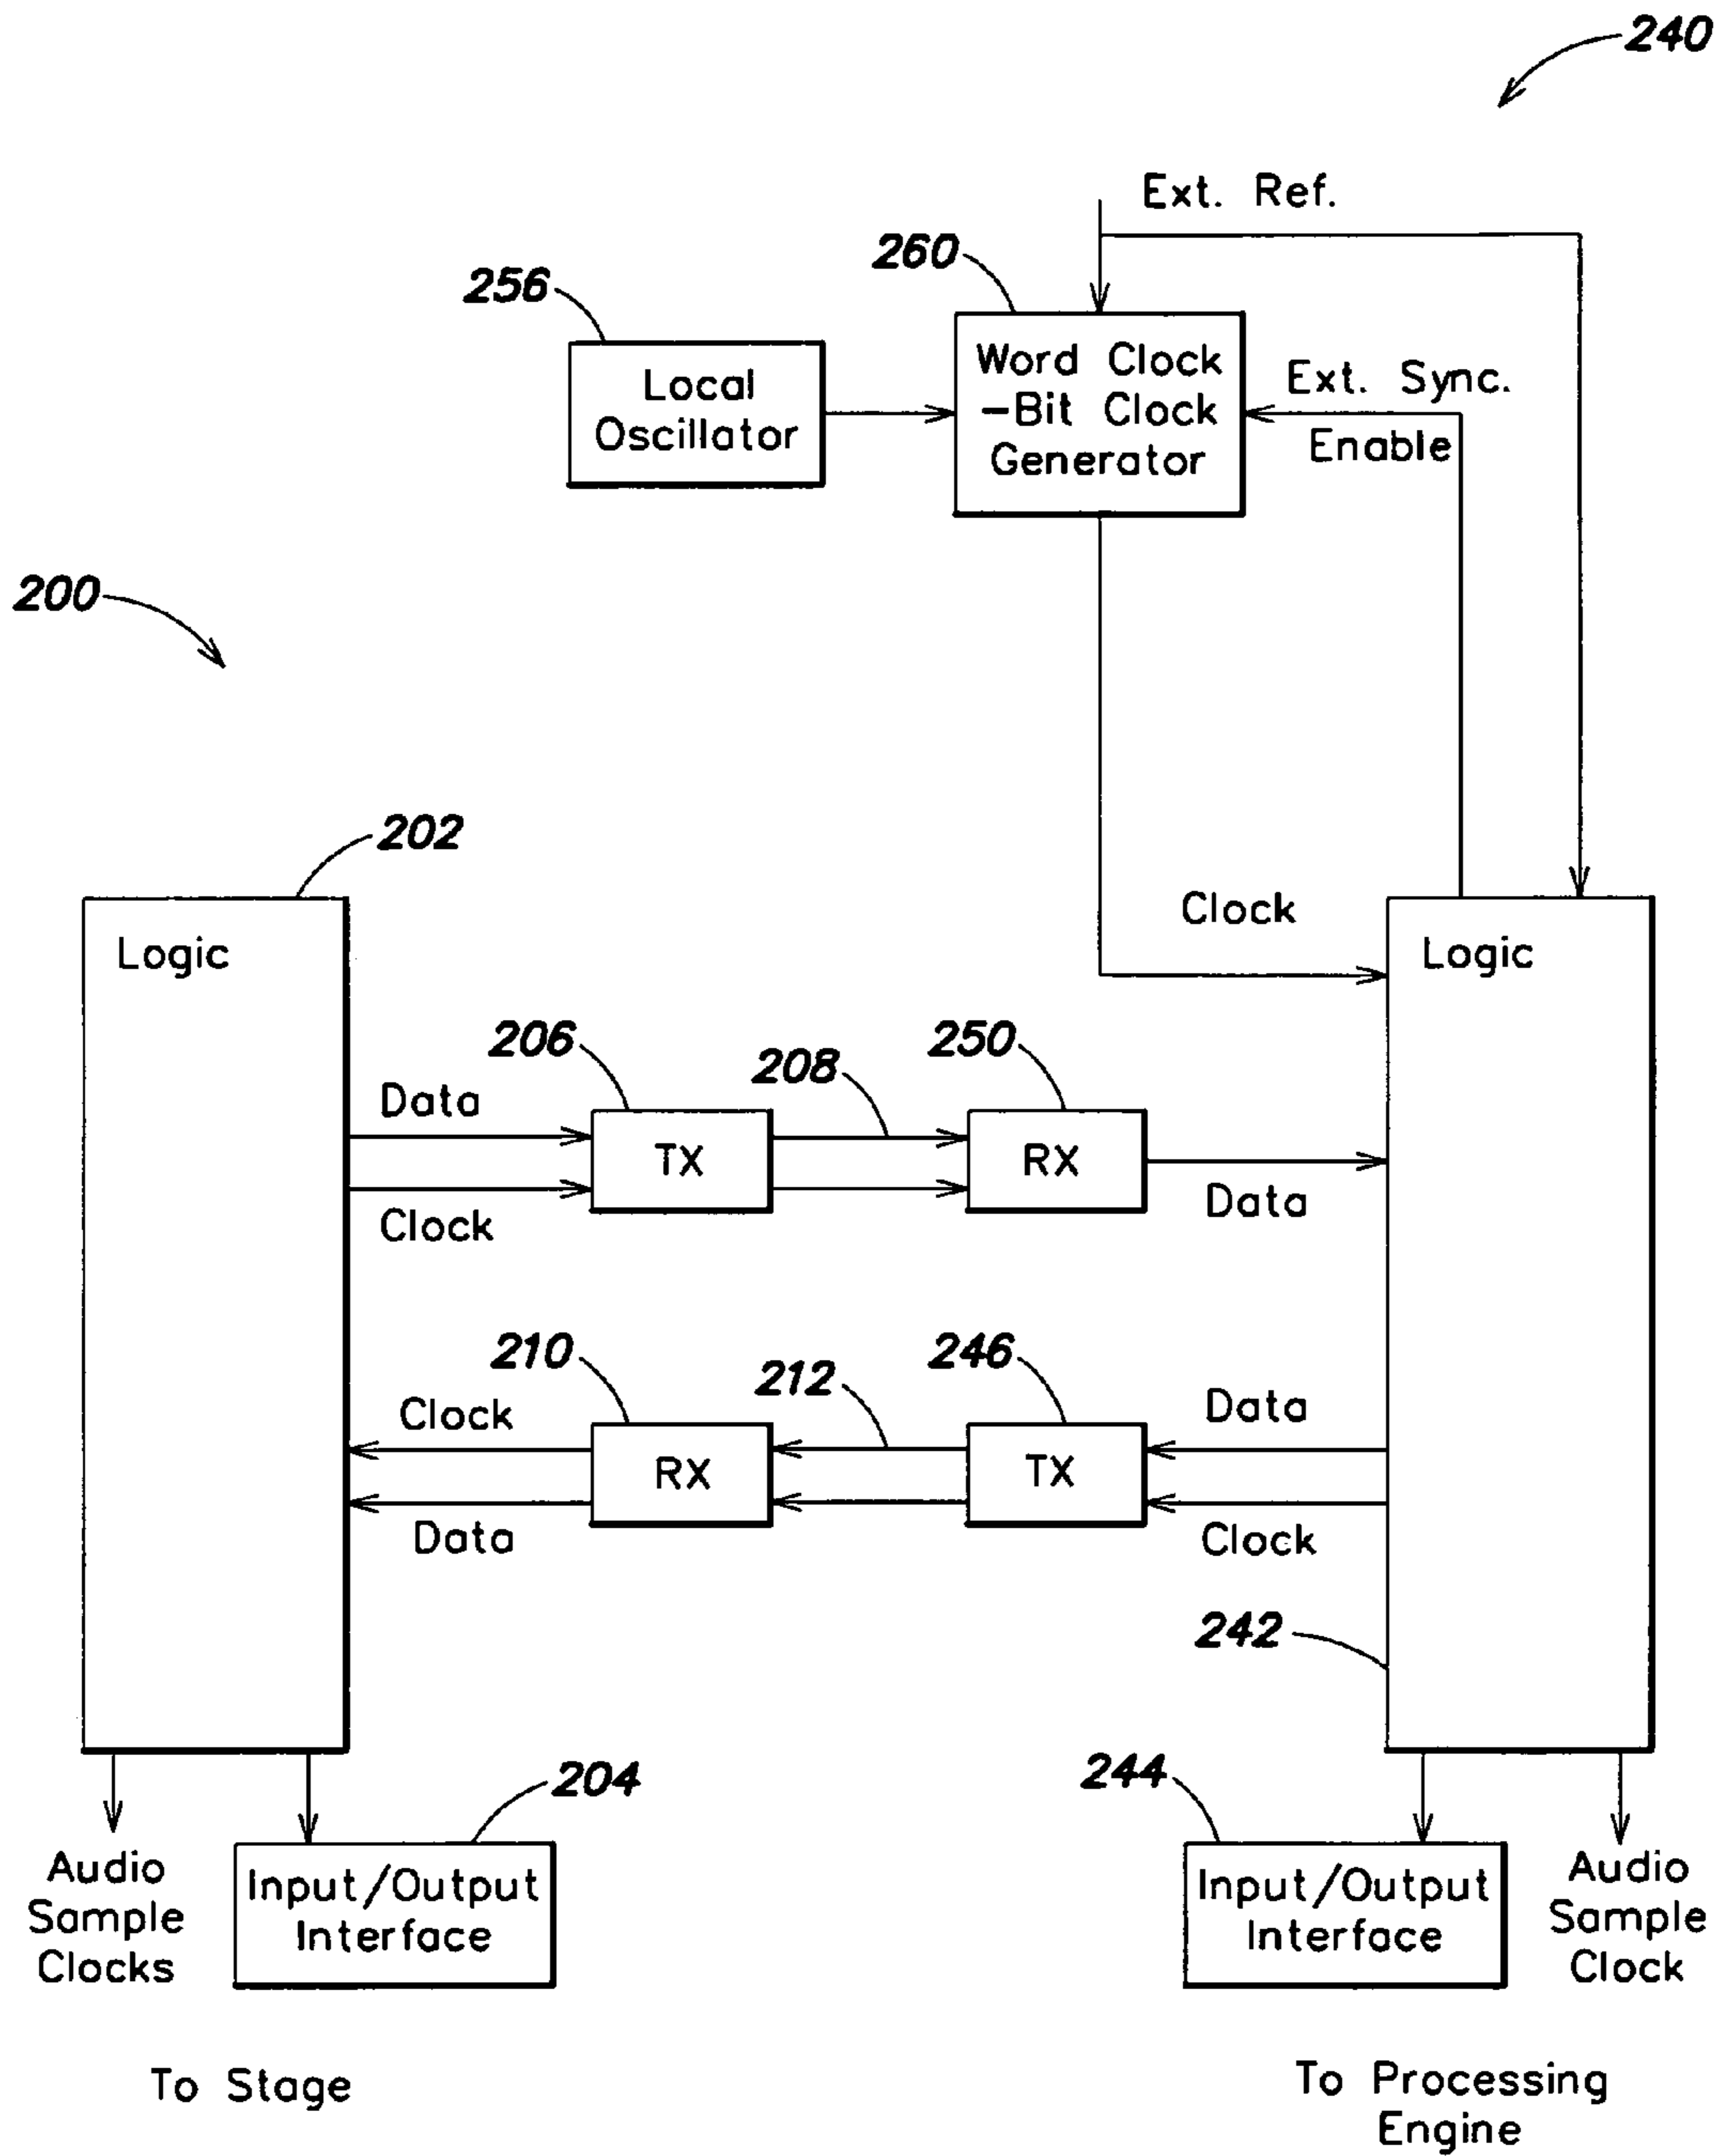 240
Ext. Ref.
260
256
Word Clock
-Bit Clock
Generator
Local
Oscillator
Ext. Sync.
Enable
200
202
Clock
Logic
Logic
206
208
250
Data
TX
RX
Clock
Data
210
212
246
Clock
Data
RX
TX
Data
Clock
242
204
244
Audio
Sample
Clocks
Input/Output
Interface
Input/Output
Interface
Audio
Sample
Clock
To Stage
To Processing
Engine